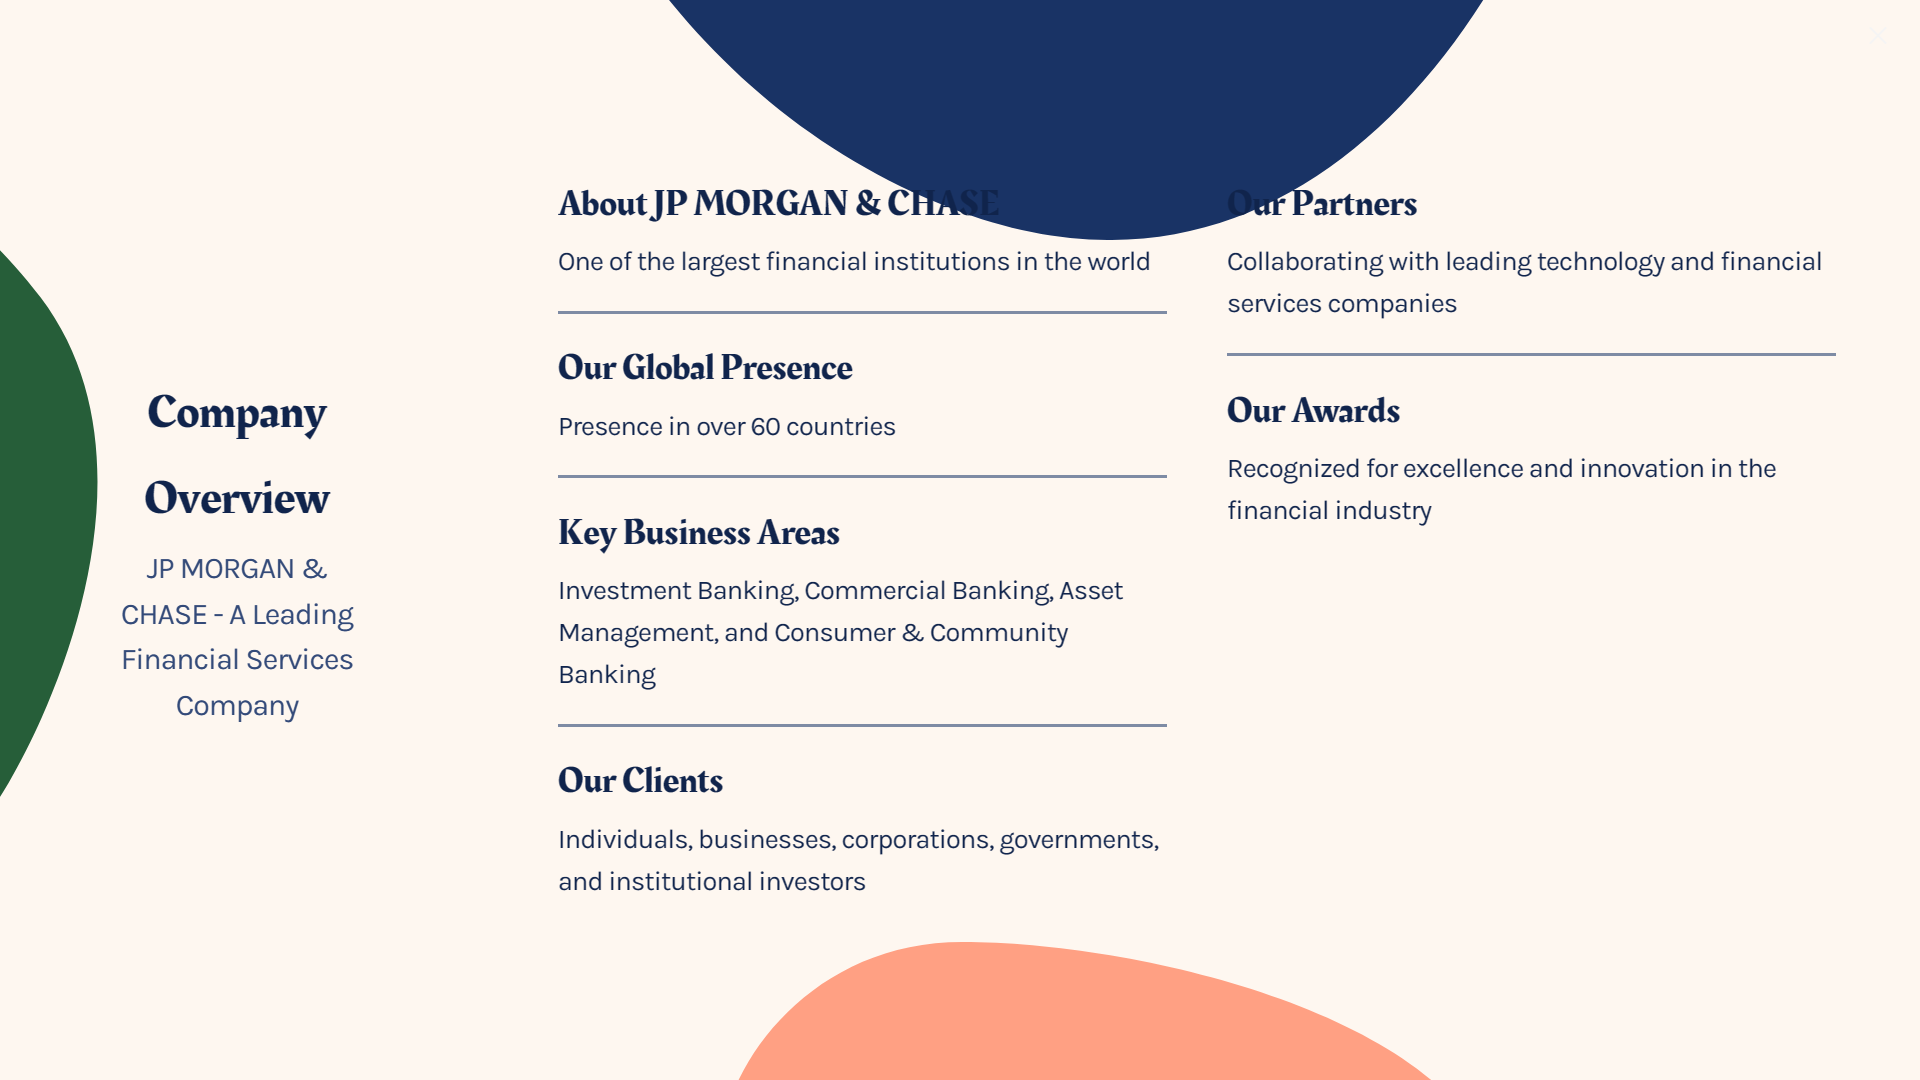 Company
Overview
JP MORGAN &
CHASE - A Leading
Financial Services
Company
About JP MORGAN & CHASE
One of the largest financial institutions in the world
Our Global Presence
Presence in over 60 countries
Key Business Areas
Investment Banking, Commercial Banking, Asset
Management, and Consumer & Community
Banking
Our Clients
Individuals, businesses, corporations, governments,
and institutional investors
Our Partners
Collaborating with leading technology and financial
services companies
Our Awards
Recognized for excellence and innovation in the
financial industry